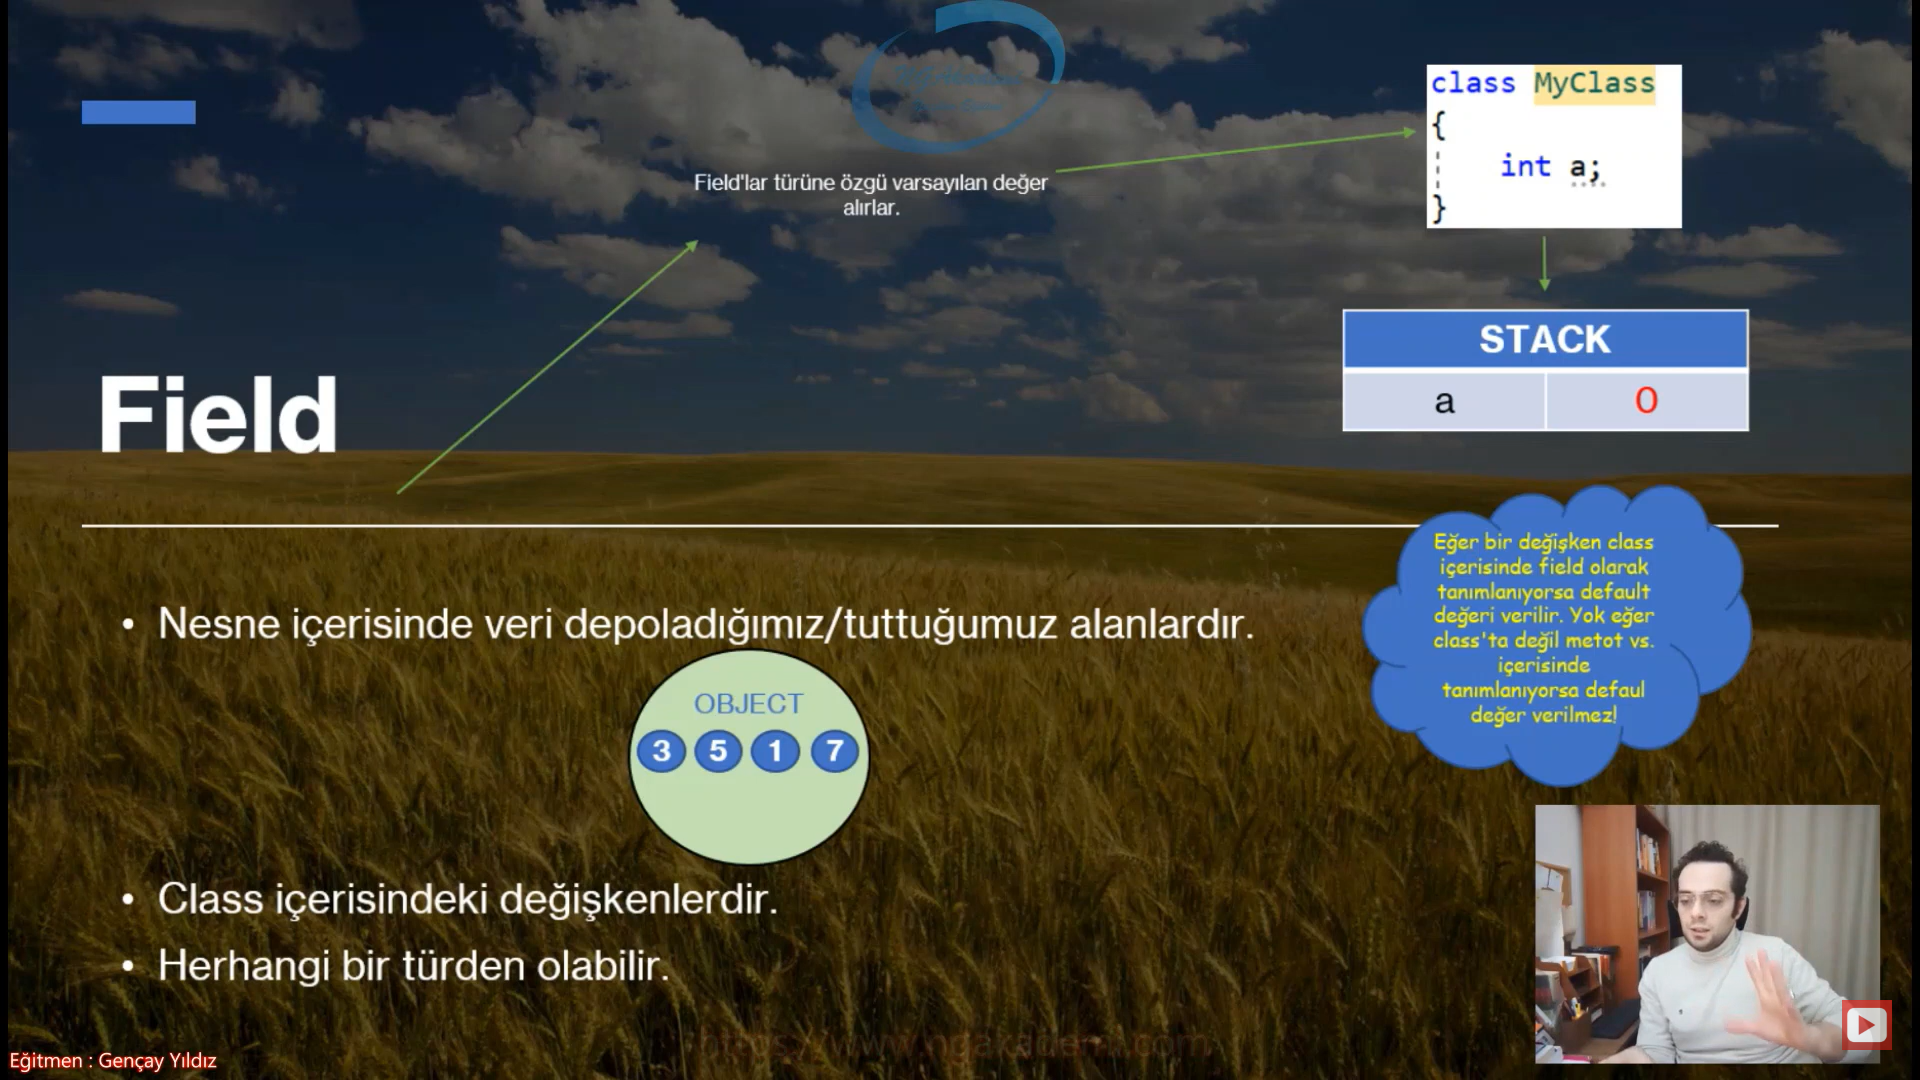 Field'lar türüne özgü varsayılan değer
alırlar.
class MyClass
{
int a;
}
STACK
a 0
Field
Eğer bir değişken class
içerisinde field olarak
tanımlanıyorsa default
değeri verilir. Yok eğer
class'ta değil metot vs.
içerisinde
tanımlanıyorsa defaul
değer verilmez!
• Nesne içerisinde veri depoladığımız/tuttuğumuz alanlardır.
OBJECT
3 5 1 7
• Class içerisindeki değişkenlerdir.
• Herhangi bir türden olabilir.
Eğitmen : Gençay Yıldız